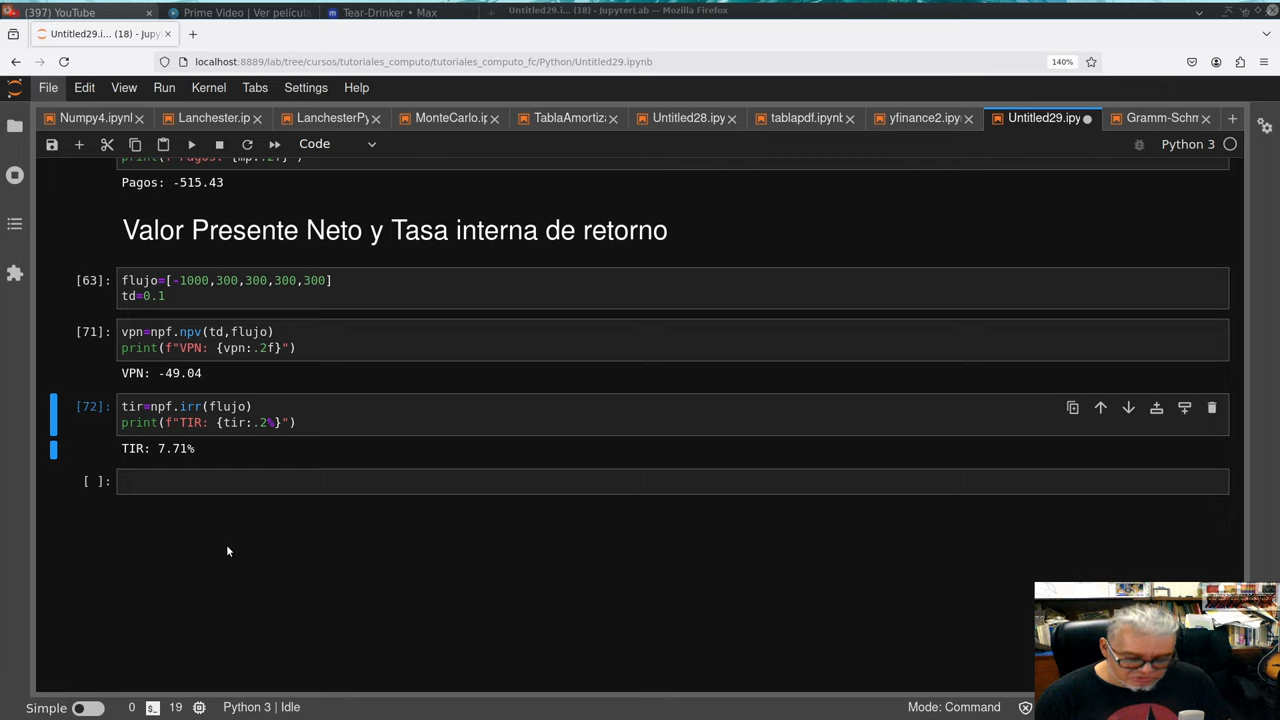 (397) YouTube
Prime Video | Ver película
Tear-Drinker • Max
Untitled29.i... (18) - JupyterLab — Mozilla Firefox
Untitled29.i... (18) - Jupy
localhost:8889/lab/tree/cursos/tutoriales_computo/tutoriales_computo_fc/Python/Untitled29.ipynb
140%
File Edit View Run Kernel Tabs Settings Help
Numpy4.ipynl
Lanchester.ip
LanchesterPy
MonteCarlo.ip
TablaAmortiza
Untitled28.ipy
tablapdf.ipynb
yfinance2.ipyi
Untitled29.ipy
Gramm-Schm
Code
Python 3
Pagos: -515.43
Valor Presente Neto y Tasa interna de retorno
[63]: flujo=[-1000,300,300,300,300]
td=0.1
[71]: vpn=npf.npv(td,flujo)
print(f"VPN: {vpn:.2f}")
VPN: -49.04
[72]: tir=npf.irr(flujo)
print(f"TIR: {tir:.2%}")
TIR: 7.71%
[ ]:
Simple 0 19 Python 3 | Idle
Mode: Command